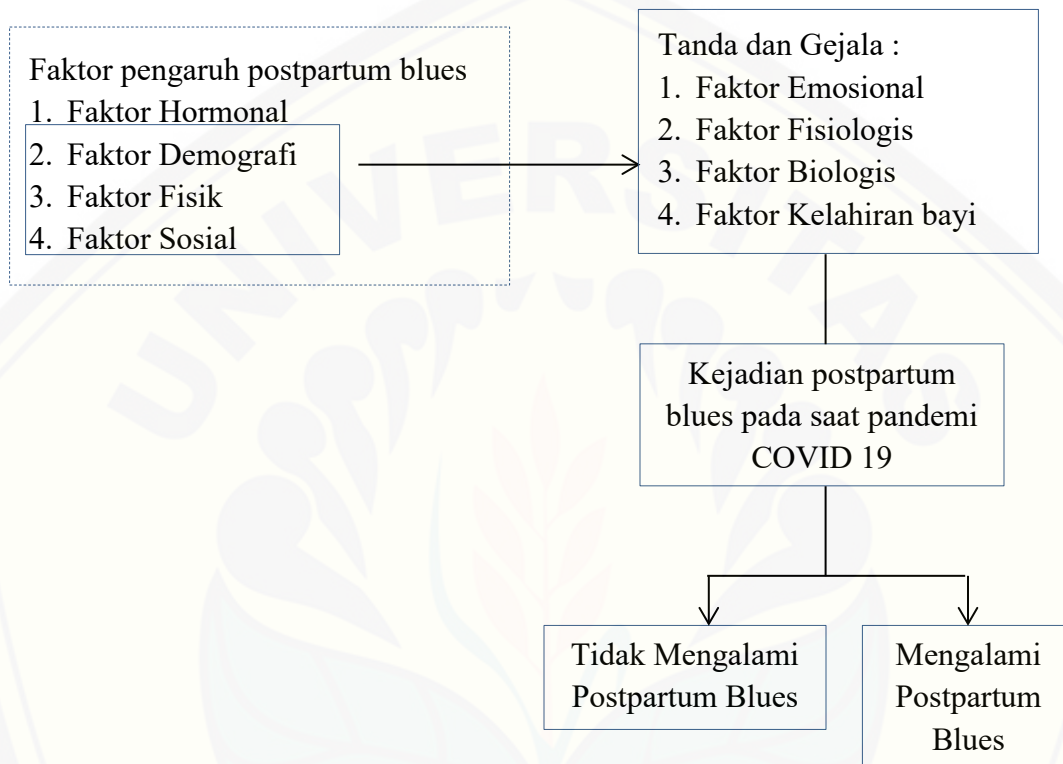 Faktor pengaruh postpartum blues
1. Faktor Hormonal
2. Faktor Demografi
3. Faktor Fisik
4. Faktor Sosial
Tanda dan Gejala :
1. Faktor Emosional
2. Faktor Fisiologis
3. Faktor Biologis
4. Faktor Kelahiran bayi
Kejadian postpartum
blues pada saat pandemi
COVID 19
Tidak Mengalami
Postpartum Blues
Mengalami
Postpartum
Blues
UNIVERSITAS